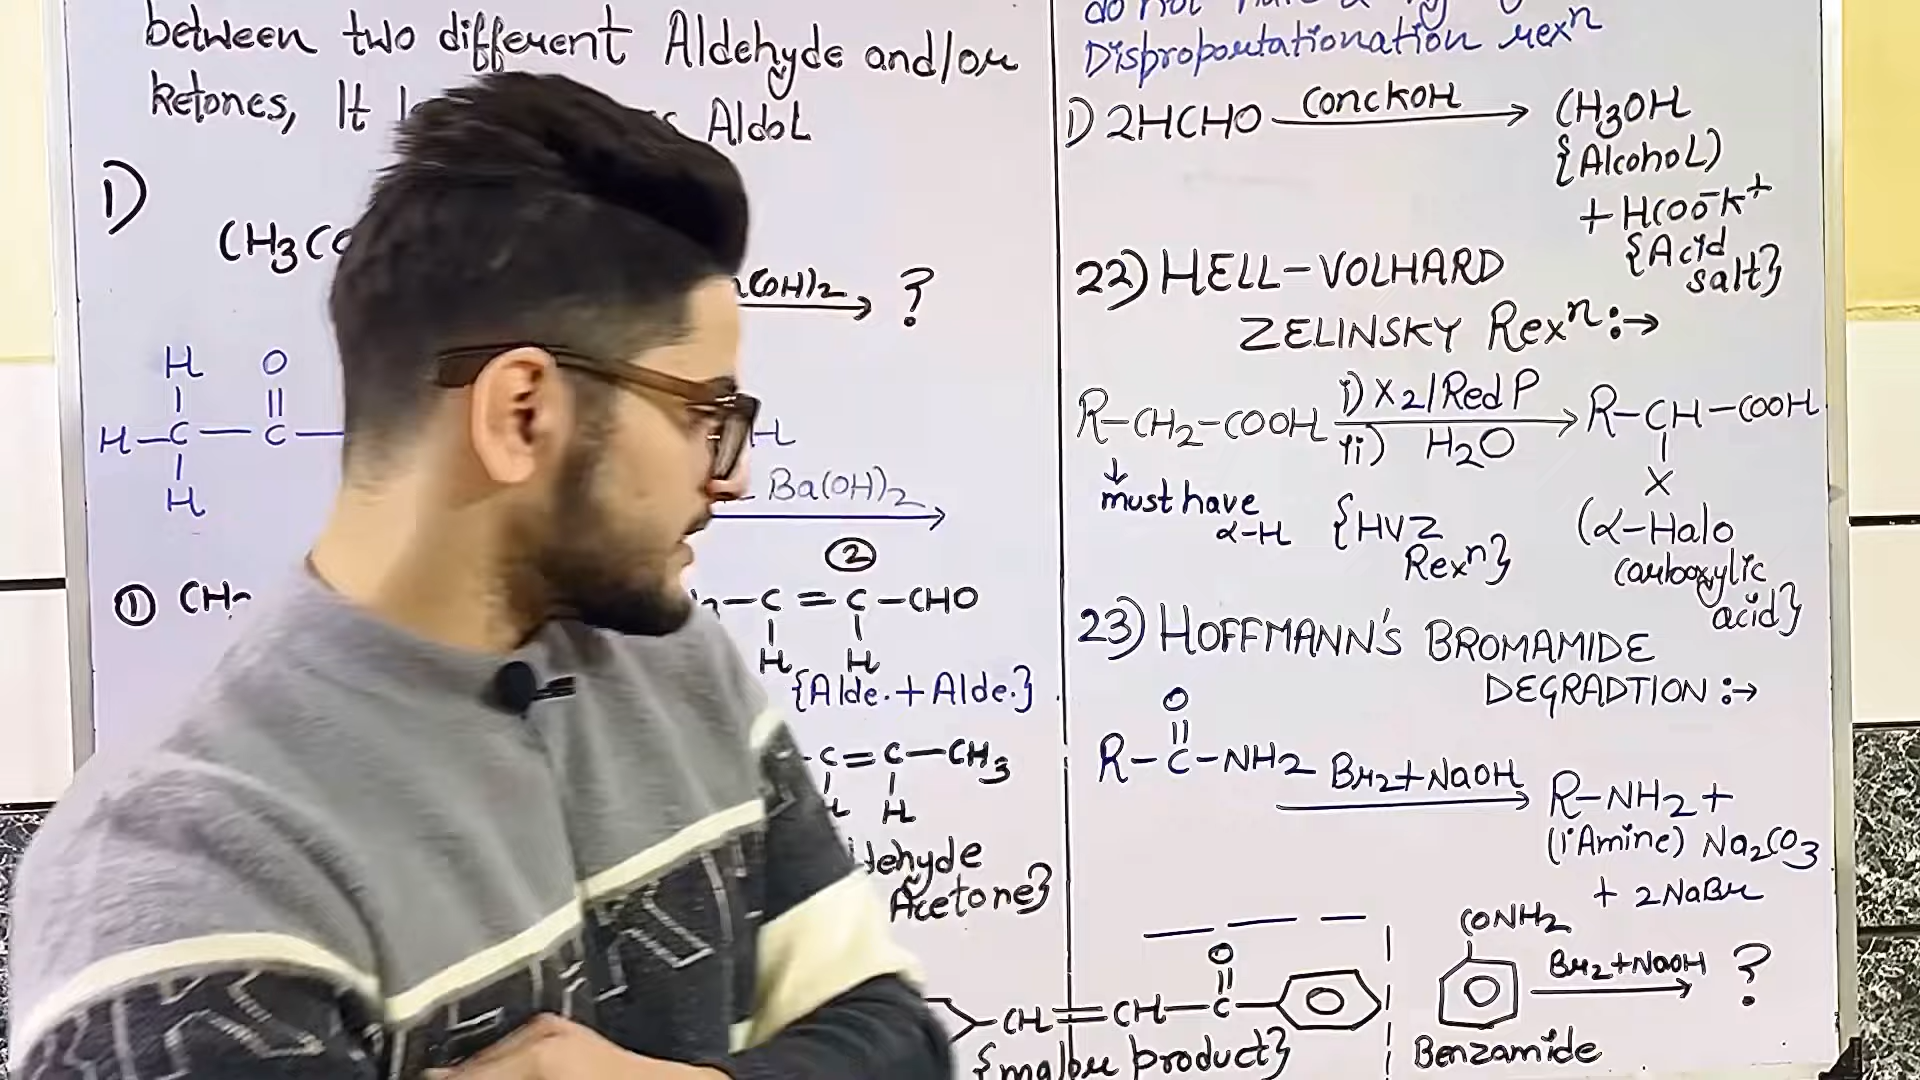 between two different Aldehyde and/or
ketones, It Aldol
1)
CH3CO
(OH)2 ?
H O
|| 
H-C-C- H
H
Ba(OH)2
②
① CH C=C-CHO
H H
{Alde.+Alde.}
-C=C-CH3
H
Acetone}
CH=CH-C-
O
||
{major product}
Disproportationation rexn
1) 2HCHO conc KOH CH3OH
{Alcohol)
+ HCOO-K+
{Acid
salt}
22) HELL-VOLHARD
ZELINSKY Rexn:→
R-CH2-COOH i) X2/Red P R-CH-COOH
ii) H2O
X
↓
must have
α-H
{HVZ
Rexn}
(α-Halo
carboxylic
acid}
23) HOFFMANN'S BROMAMIDE
DEGRADTION:→
O
||
R-C-NH2 Br2+NaOH R-NH2+
(1°Amine) Na2CO3
+ 2NaBr
CONH2
Br2+NaOH ?
Benzamide